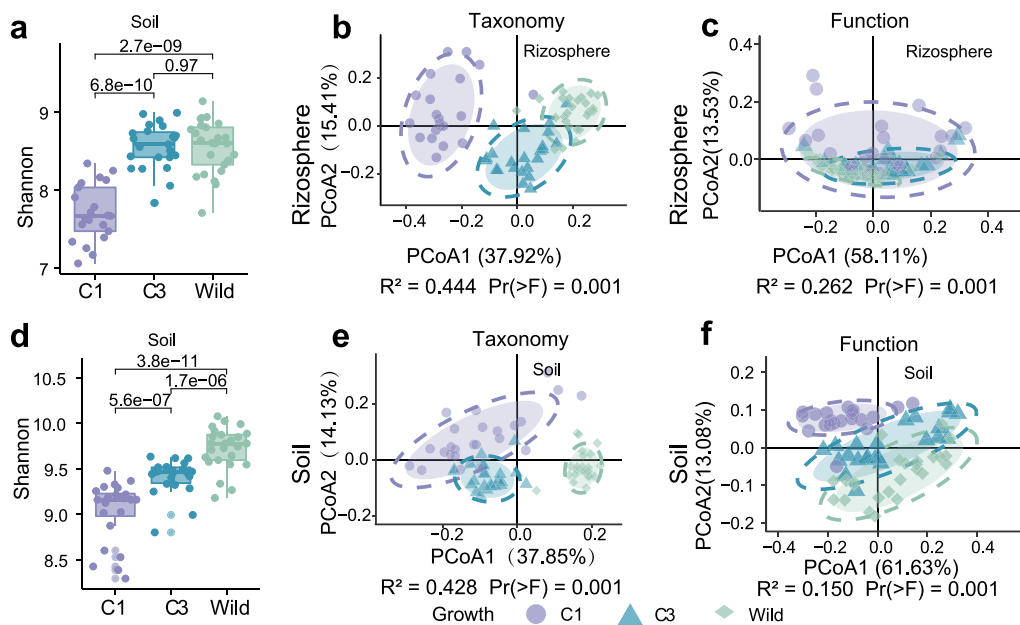 a
Soil
2.7e-09
0.97
6.8e-10
Shannon
9
8
7
C1 C3 Wild
b
Taxonomy
Rizosphere
Rizosphere
PCoA2 (15.41%)
0.2
0.0
−0.2
−0.4 −0.2 0.0 0.2 0.4
PCoA1 (37.92%)
R² = 0.444 Pr(>F) = 0.001
c
Function
Rizosphere
Rizosphere
PCoA2(13.53%)
0.4
0.2
0.0
−0.2
−0.4 −0.2 0.0 0.2 0.4
PCoA1 (58.11%)
R² = 0.262 Pr(>F) = 0.001
d
Soil
3.8e-11
1.7e-06
5.6e-07
Shannon
10.5
10.0
9.5
9.0
8.5
C1 C3 Wild
e
Taxonomy
Soil
Soil
PCoA2 (14.13%)
0.2
0.0
−0.2
−0.4 −0.2 0.0 0.2
PCoA1 (37.85%)
R² = 0.428 Pr(>F) = 0.001
f
Function
Soil
Soil
PCoA2(13.08%)
0.2
0.1
0.0
−0.1
−0.2
−0.4 −0.2 0.0 0.2 0.4
PCoA1 (61.63%)
R² = 0.150 Pr(>F) = 0.001
Growth C1 C3 Wild